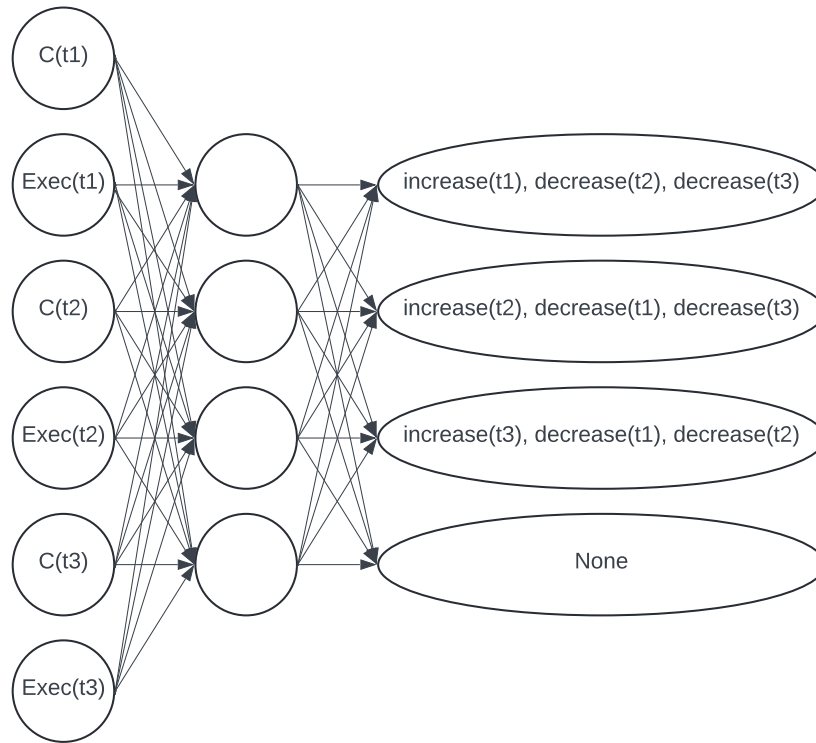 C(t1)
Exec(t1)
C(t2)
Exec(t2)
C(t3)
Exec(t3)
increase(t1), decrease(t2), decrease(t3)
increase(t2), decrease(t1), decrease(t3)
increase(t3), decrease(t1), decrease(t2)
None